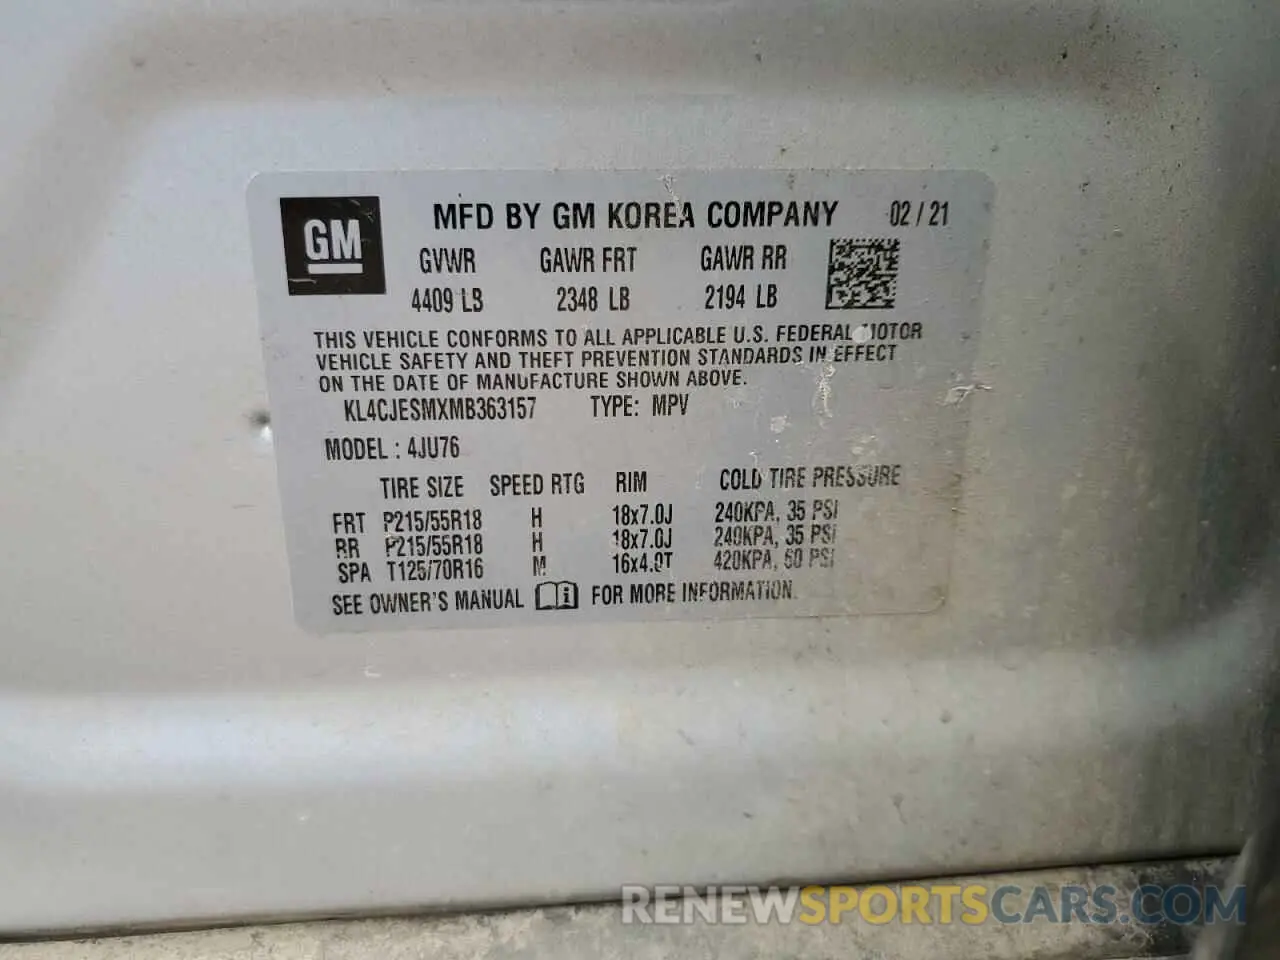 GM
MFD BY GM KOREA COMPANY 02/21
GVWR GAWR FRT GAWR RR
4409 LB 2348 LB 2194 LB
THIS VEHICLE CONFORMS TO ALL APPLICABLE U.S. FEDERAL MOTOR
VEHICLE SAFETY AND THEFT PREVENTION STANDARDS IN EFFECT
ON THE DATE OF MANUFACTURE SHOWN ABOVE.
KL4CJESMXMB363157 TYPE: MPV
MODEL : 4JU76
TIRE SIZE SPEED RTG RIM COLD TIRE PRESSURE
FRT P215/55R18 H 18x7.0J 240KPA, 35 PSI
RR P215/55R18 H 18x7.0J 240KPA, 35 PSI
SPA T125/70R16 M 16x4.0T 420KPA, 60 PSI
SEE OWNER'S MANUAL FOR MORE INFORMATION.
RENEWSPORTSCARS.COM